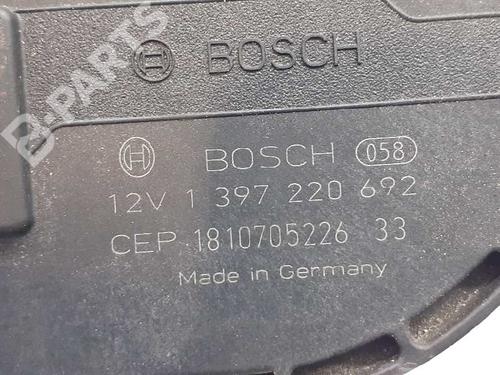 BOSCH
B-PARTS
BOSCH 058
12V 1 397 220 692
CEP 1810705226 33
Made in Germany